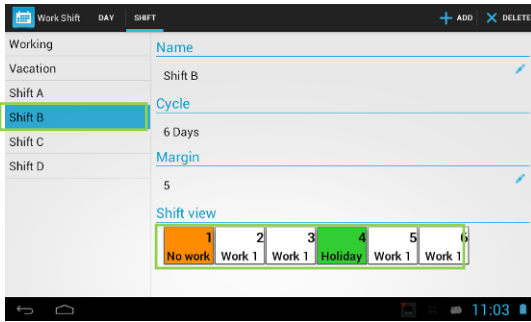 Work Shift DAY SHIFT ADD DELETE
Working
Vacation
Shift A
Shift B
Shift C
Shift D
Name
Shift B
Cycle
6 Days
Margin
5
Shift view
1 2 3 4 5 6
No work Work 1 Work 1 Holiday Work 1 Work 1
11:03